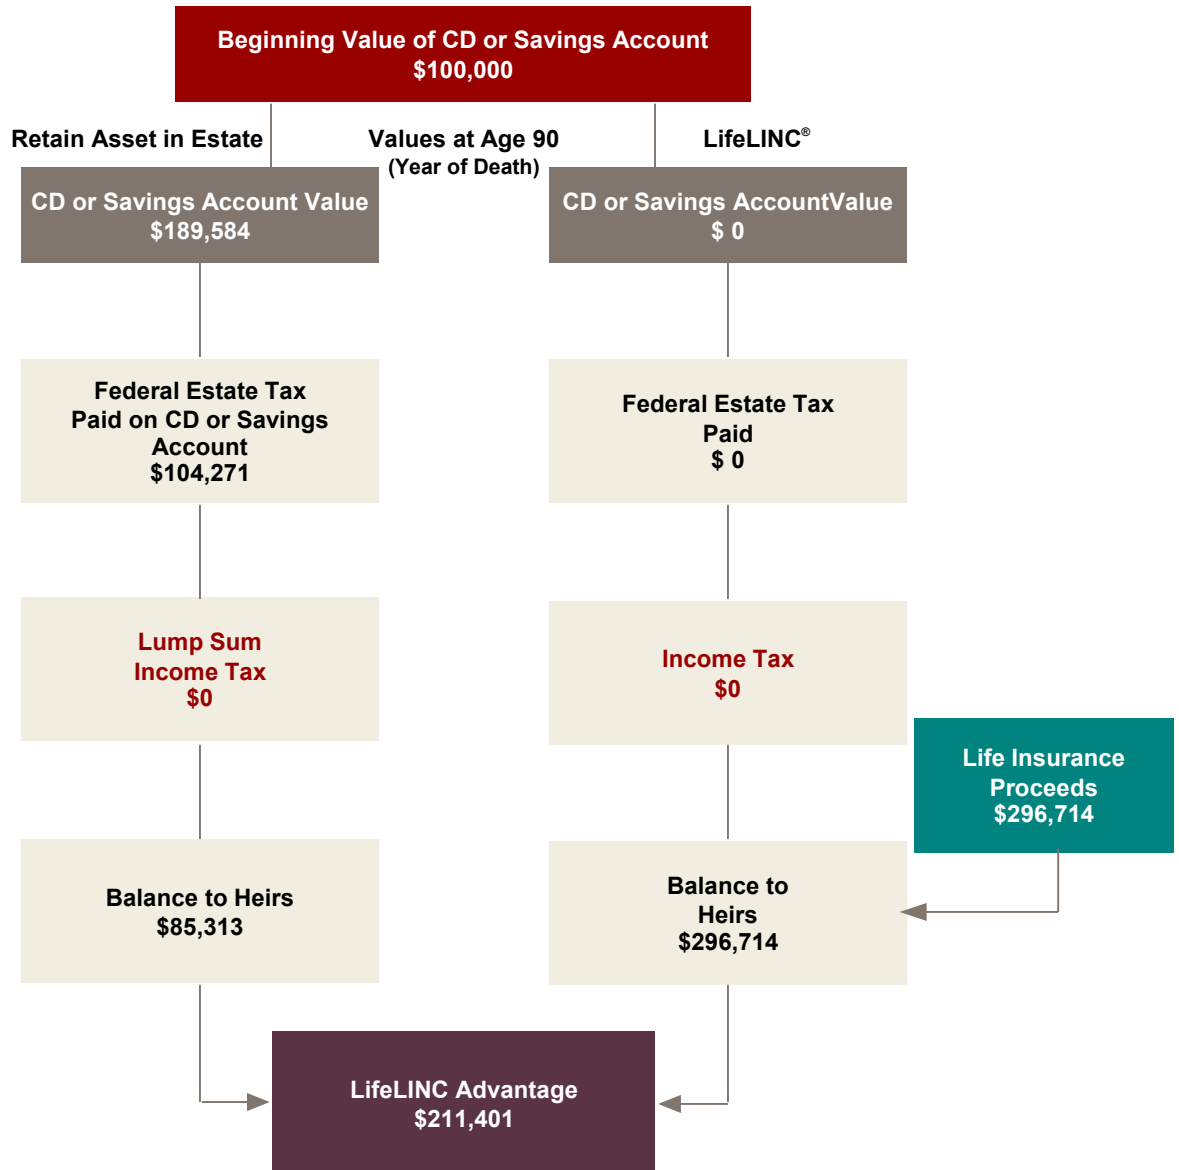 Beginning Value of CD or Savings Account
$100,000
Retain Asset in Estate
Values at Age 90
(Year of Death)
LifeLINC®
CD or Savings Account Value
$189,584
CD or Savings AccountValue
$ 0
Federal Estate Tax
Paid on CD or Savings
Account
$104,271
Federal Estate Tax
Paid
$ 0
Lump Sum
Income Tax
$0
Income Tax
$0
Life Insurance
Proceeds
$296,714
Balance to Heirs
$85,313
Balance to
Heirs
$296,714
LifeLINC Advantage
$211,401